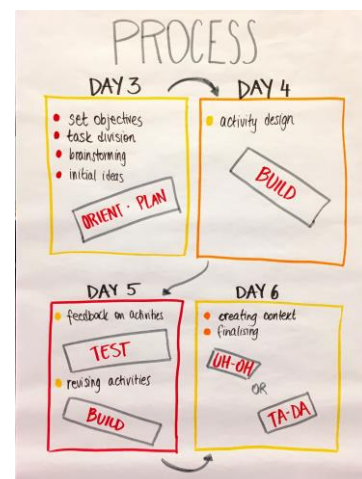 PROCESS
DAY 3
set objectives
task division
brainstorming
initial ideas
ORIENT · PLAN
DAY 4
activity design
BUILD
DAY 5
feedback on activities
TEST
revising activities
BUILD
DAY 6
creating context
finalising
UH-OH
OR
TA-DA